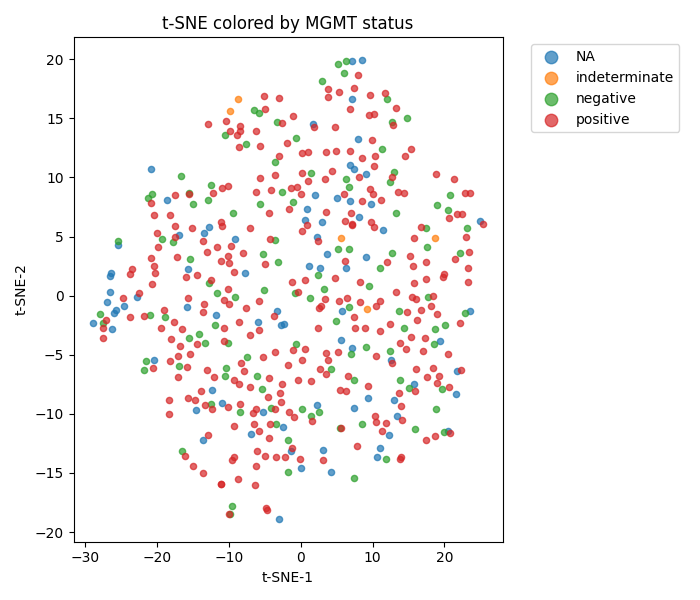 t-SNE colored by MGMT status
NA
indeterminate
negative
positive
20
15
10
5
0
−5
−10
−15
−20
t-SNE-2
−30 −20 −10 0 10 20
t-SNE-1